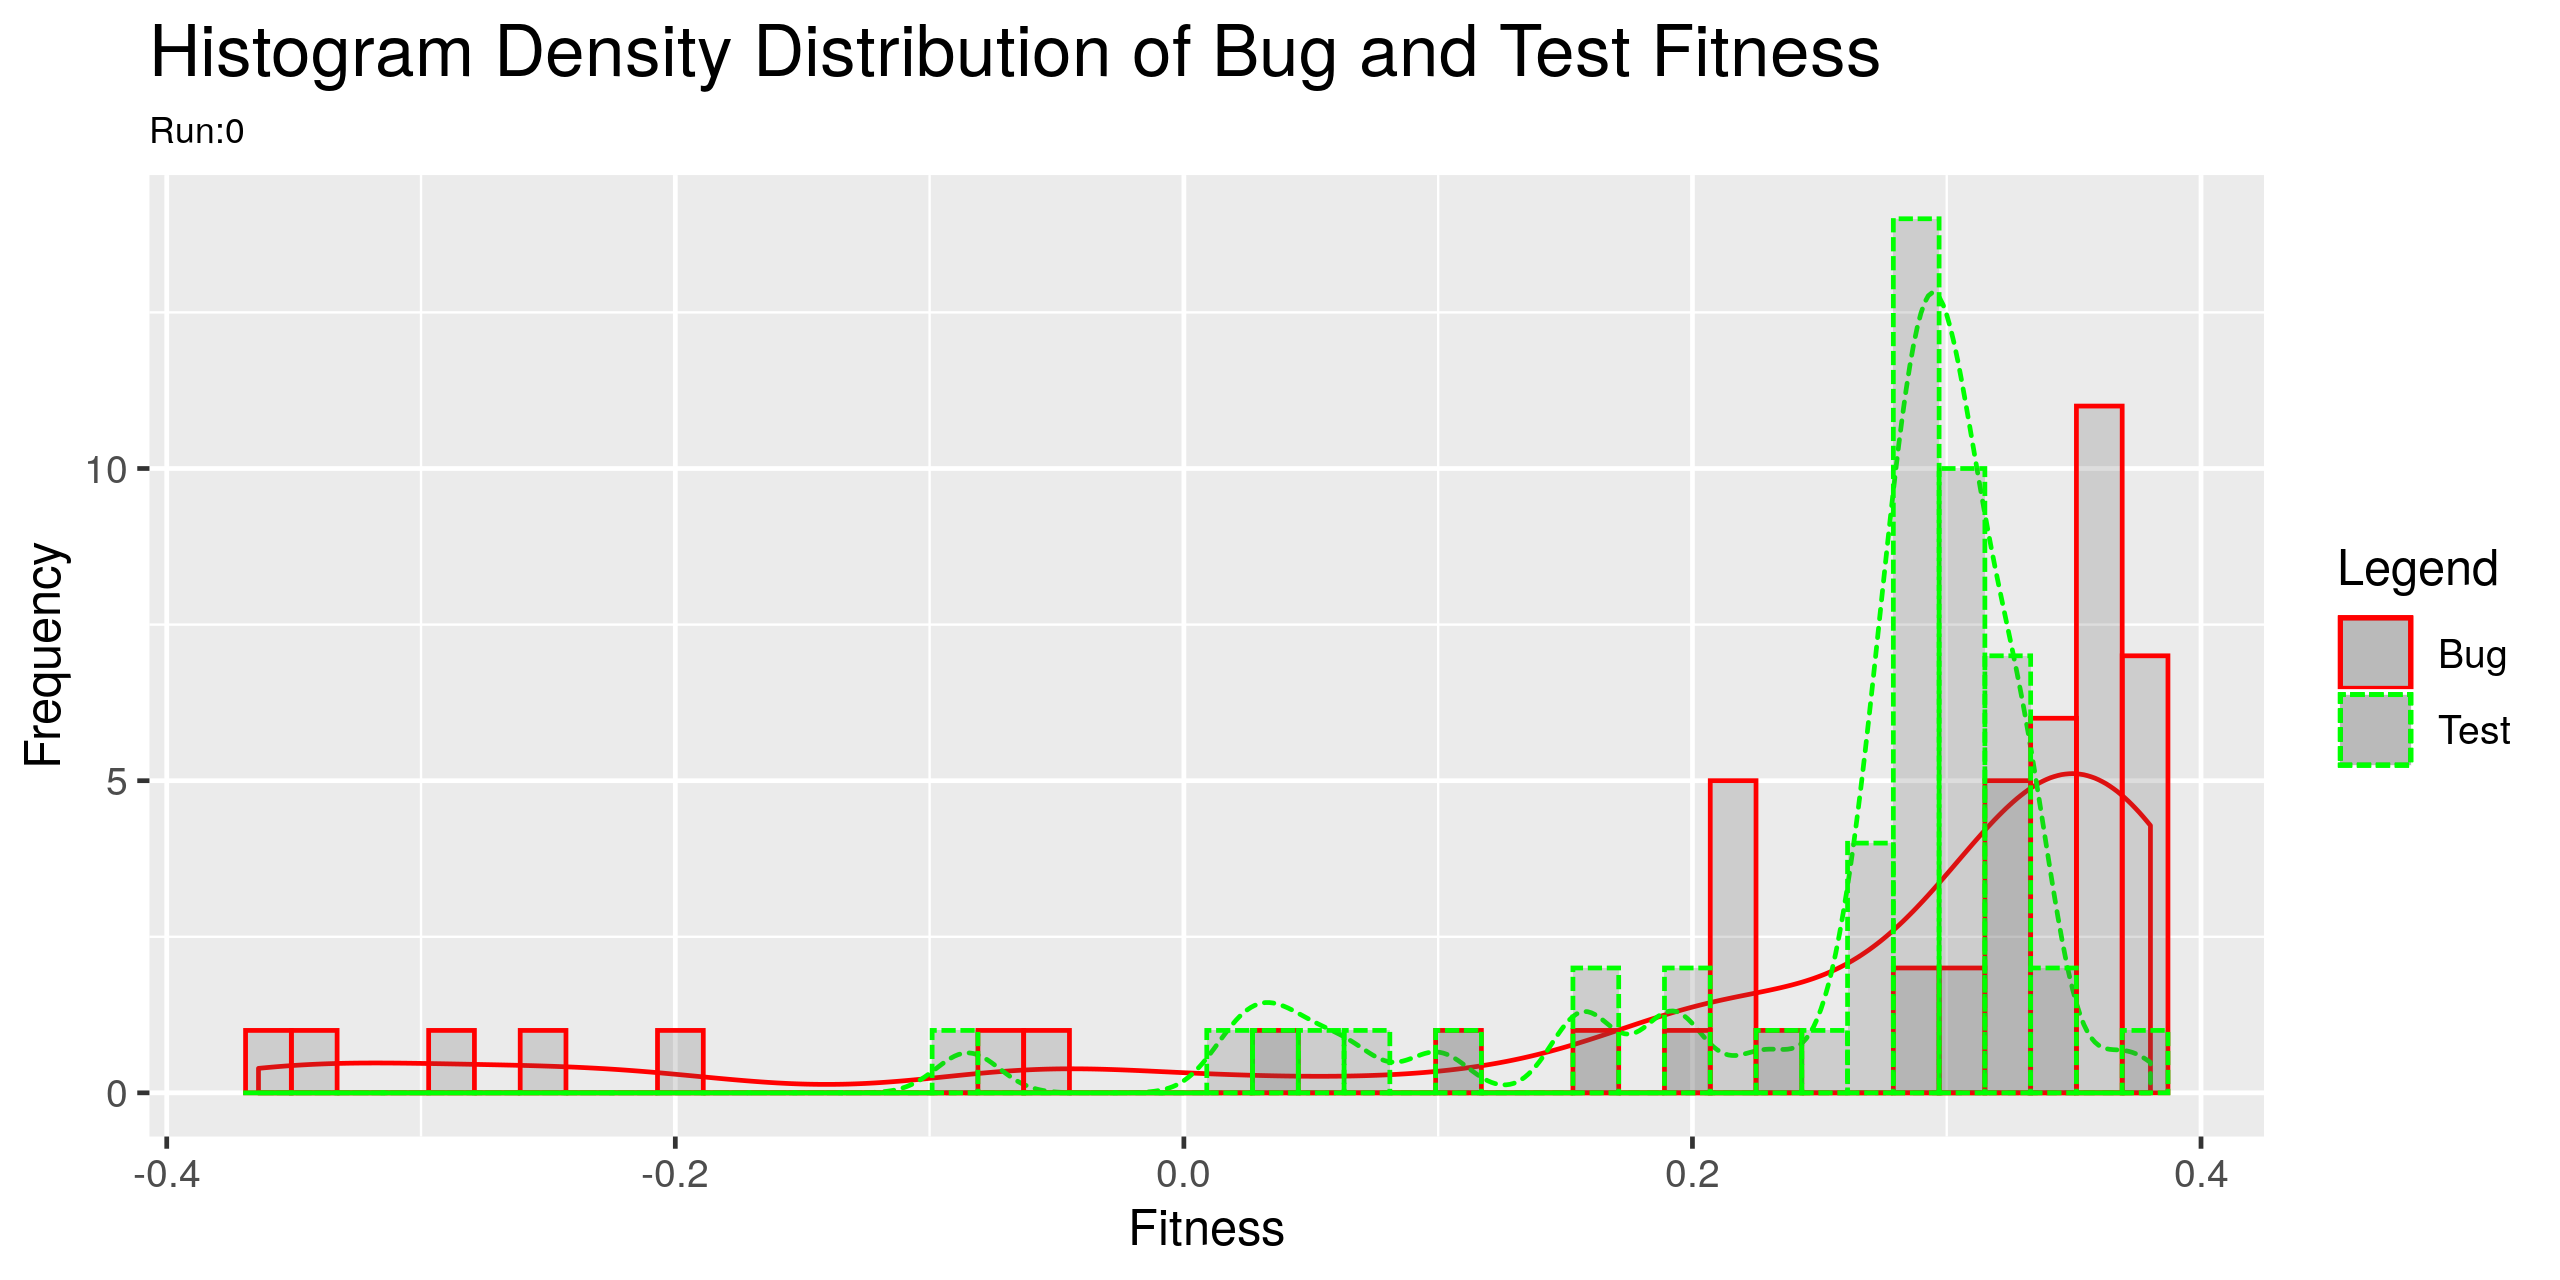 Histogram Density Distribution of Bug and Test Fitness
Run:0
Frequency
10
5
0
-0.4
-0.2
0.0
0.2
0.4
Fitness
Legend
Bug
Test